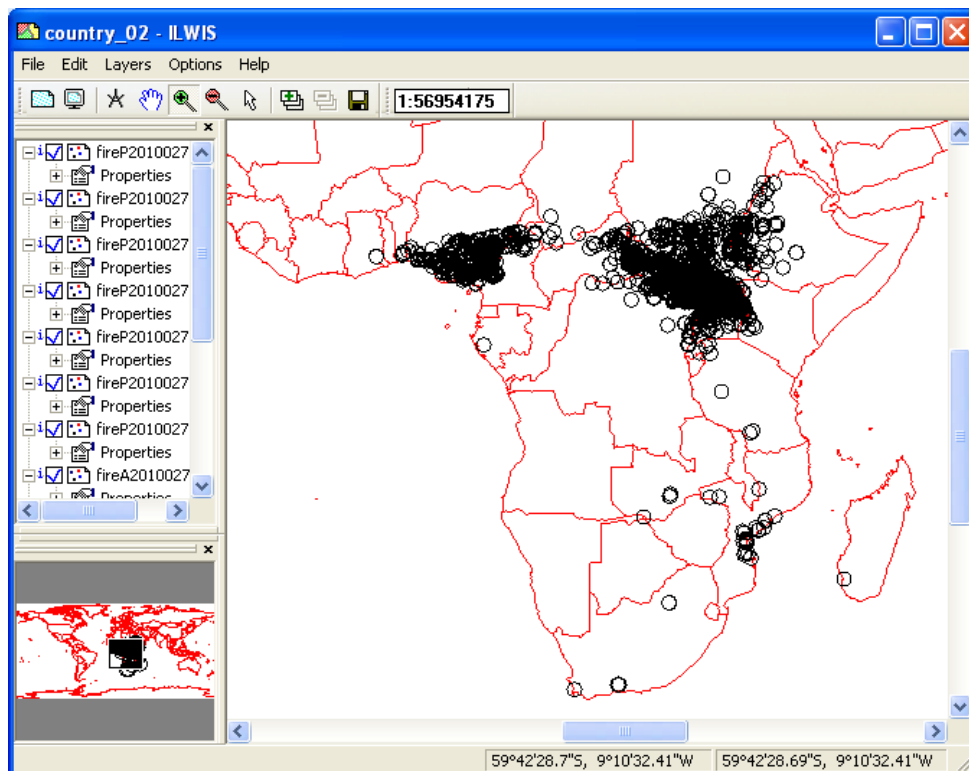 country_02 - ILWIS
File Edit Layers Options Help
1:56954175
fireP2010027
Properties
fireP2010027
Properties
fireP2010027
Properties
fireP2010027
Properties
fireP2010027
Properties
fireP2010027
Properties
fireP2010027
Properties
fireA2010027
Properties
59°42'28.7"S, 9°10'32.41"W 59°42'28.69"S, 9°10'32.41"W